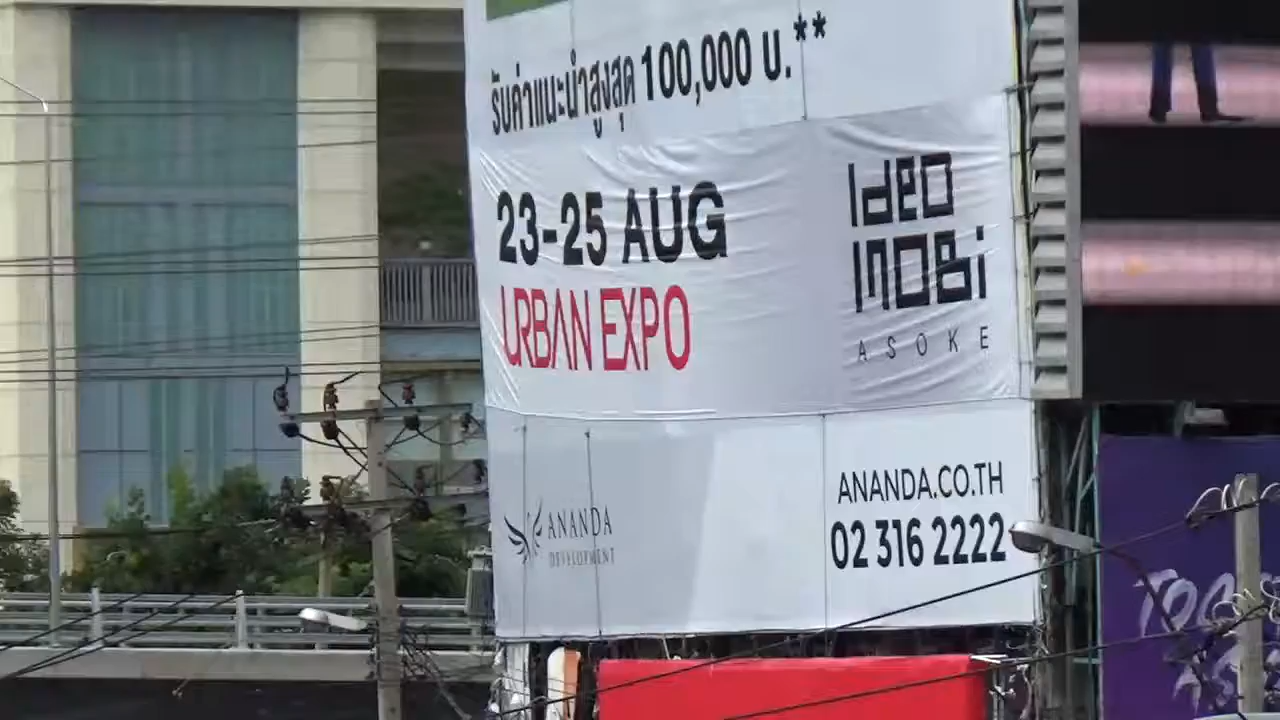 รับค่าแนะนำสูงสุด 100,000 บ.**
23-25 AUG
URBAN EXPO
IDEO
MOBI
ASOKE
ANANDA
DEVELOPMENT
ANANDA.CO.TH
02 316 2222